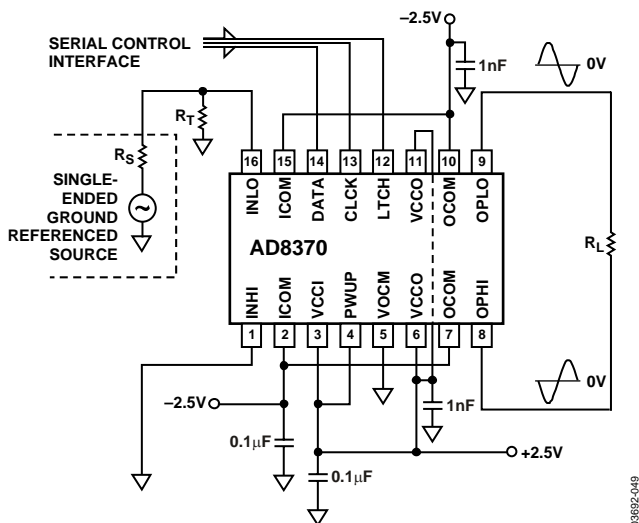 –2.5V
SERIAL CONTROL
INTERFACE
1nF
0V
RT
RS
16 15 14 13 12 11 10 9
SINGLE-
ENDED
GROUND
REFERENCED
SOURCE
INLO ICOM DATA CLCK LTCH VCCO OCOM OPLO
RL
AD8370
INHI ICOM VCCI PWUP VOCM VCCO OCOM OPHI
1 2 3 4 5 6 7 8
0V
–2.5V
1nF
0.1µF
+2.5V
0.1µF
03692-049